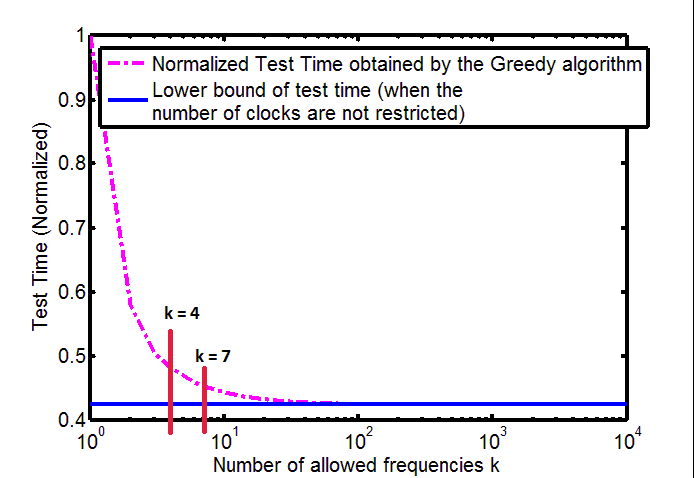 1
Normalized Test Time obtained by the Greedy algorithm
0.9
Lower bound of test time (when the
number of clocks are not restricted)
0.8
0.7
0.6
0.5
0.4
Test Time (Normalized)
k = 4
k = 7
10^0 10^1 10^2 10^3 10^4
Number of allowed frequencies k